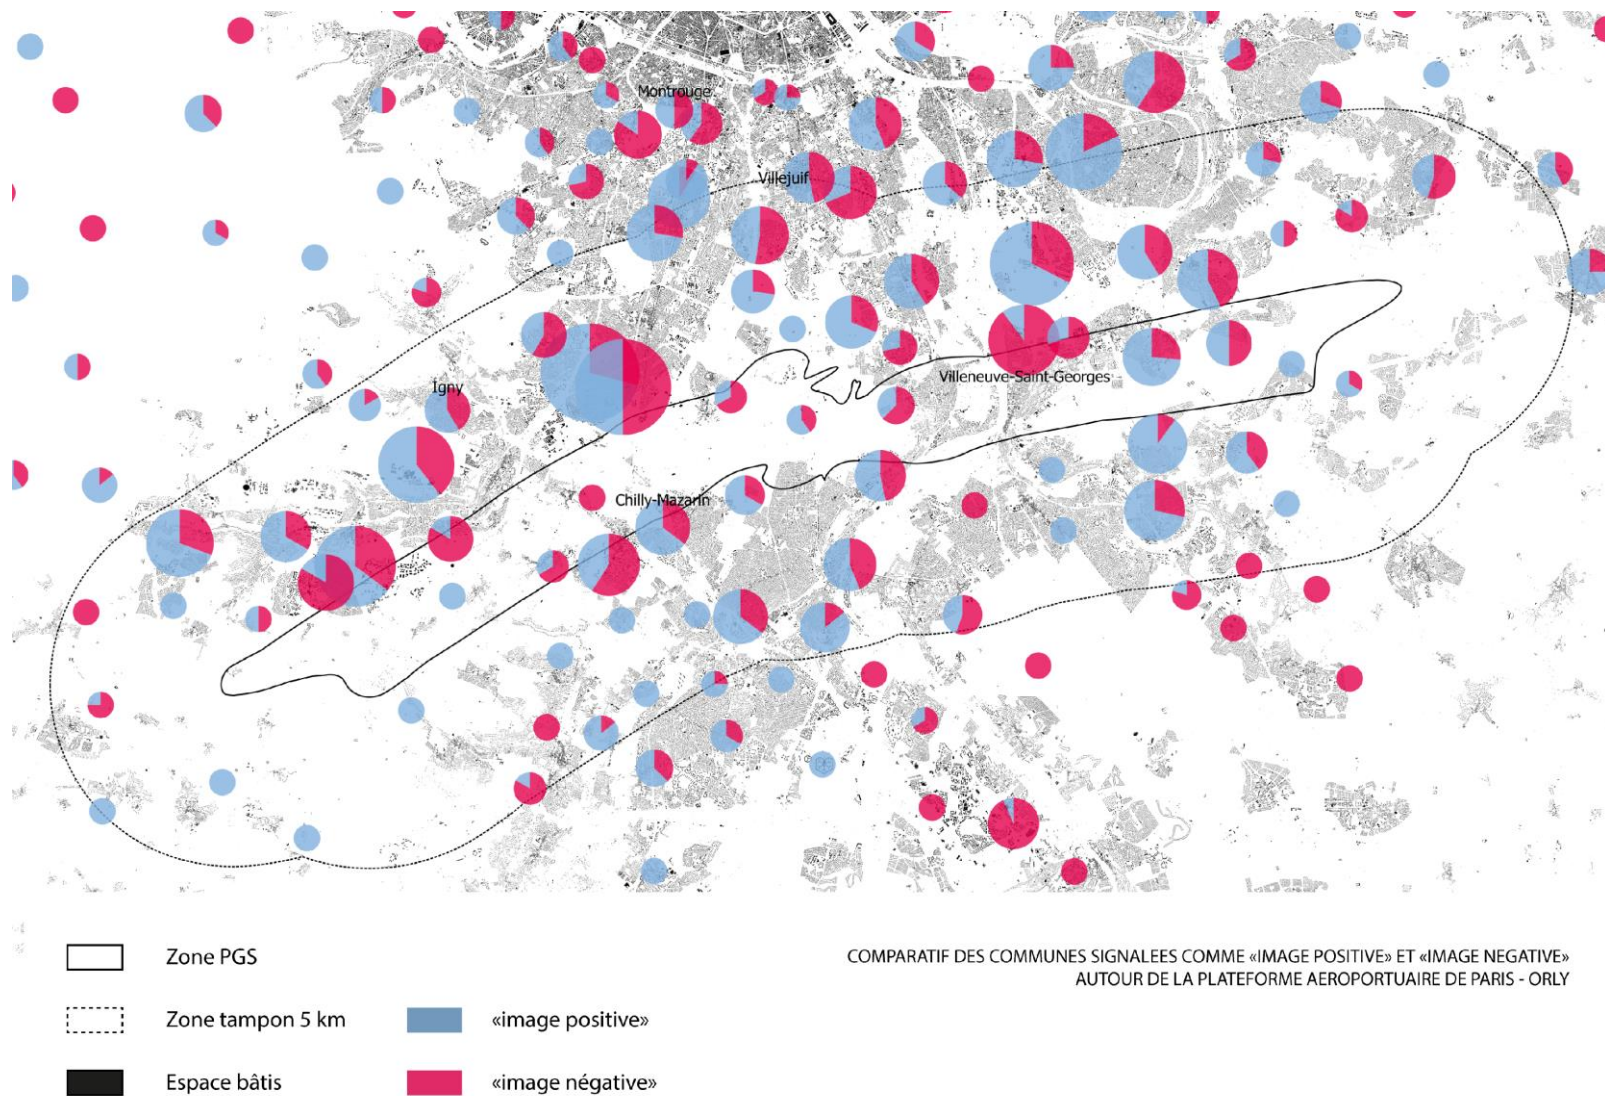 Montrouge
Villejuif
Igny
Villeneuve-Saint-Georges
Chilly-Mazarin
Zone PGS
Zone tampon 5 km
Espace bâtis
«image positive»
«image négative»
COMPARATIF DES COMMUNES SIGNALEES COMME «IMAGE POSITIVE» ET «IMAGE NEGATIVE»
AUTOUR DE LA PLATEFORME AEROPORTUAIRE DE PARIS - ORLY